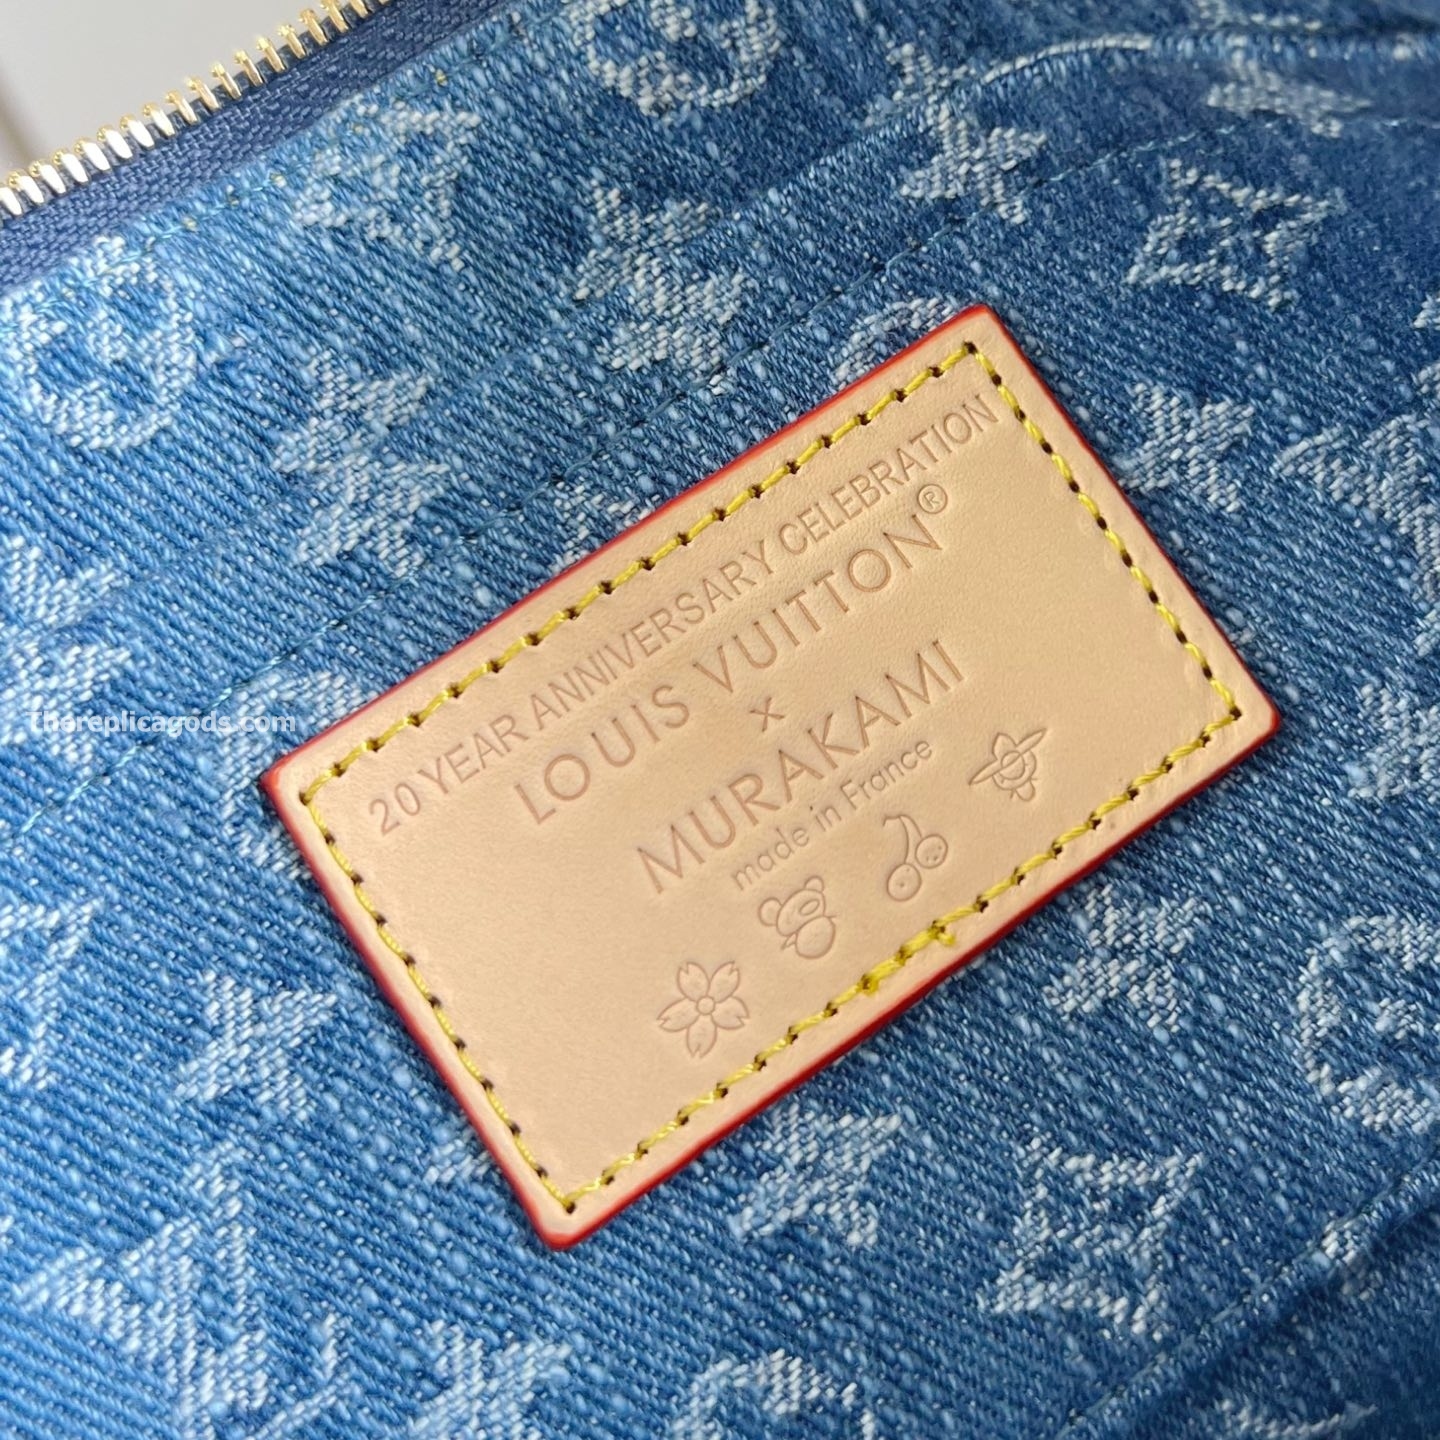 20 YEAR ANNIVERSARY CELEBRATION
LOUIS VUITTON®
x
MURAKAMI
made in France
Thereplicagods.com